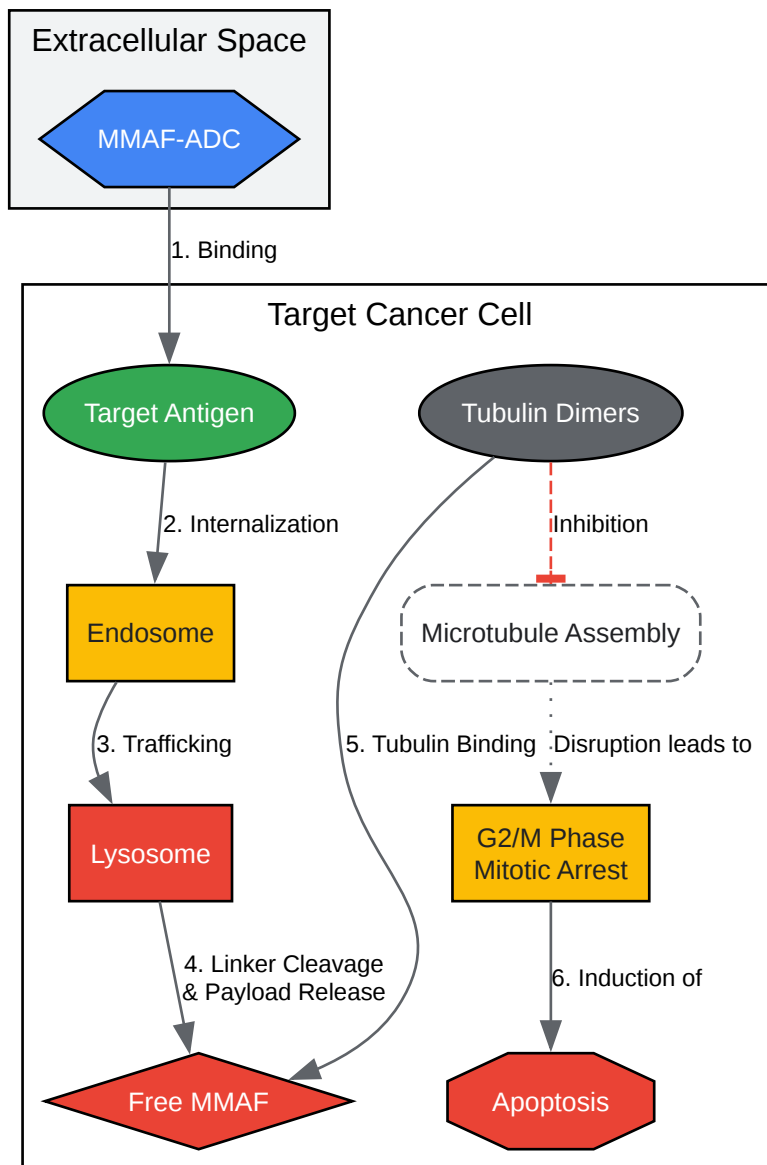 Extracellular Space
MMAF-ADC
1. Binding
Target Cancer Cell
Target Antigen
Tubulin Dimers
2. Internalization
Inhibition
Endosome
Microtubule Assembly
3. Trafficking
5. Tubulin Binding
Disruption leads to
Lysosome
G2/M Phase
Mitotic Arrest
4. Linker Cleavage
& Payload Release
6. Induction of
Free MMAF
Apoptosis